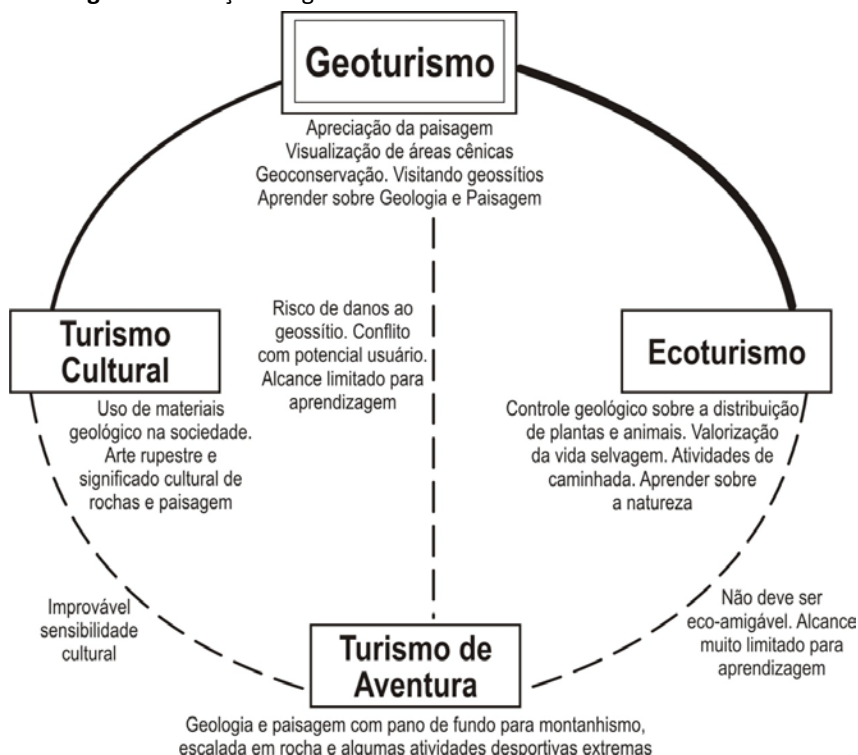 Geoturismo
Apreciação da paisagem
Visualização de áreas cênicas
Geoconservação. Visitando geossítios
Aprender sobre Geologia e Paisagem
Risco de danos ao
geossítio. Conflito
com potencial usuário.
Alcance limitado para
aprendizagem
Turismo
Cultural
Uso de materiais
geológico na sociedade.
Arte rupestre e
significado cultural de
rochas e paisagem
Ecoturismo
Controle geológico sobre a distribuição
de plantas e animais. Valorização
da vida selvagem. Atividades de
caminhada. Aprender sobre
a natureza
Improvável
sensibilidade
cultural
Não deve ser
eco-amigável. Alcance
muito limitado para
aprendizagem
Turismo de
Aventura
Geologia e paisagem com pano de fundo para montanhismo,
escalada em rocha e algumas atividades desportivas extremas